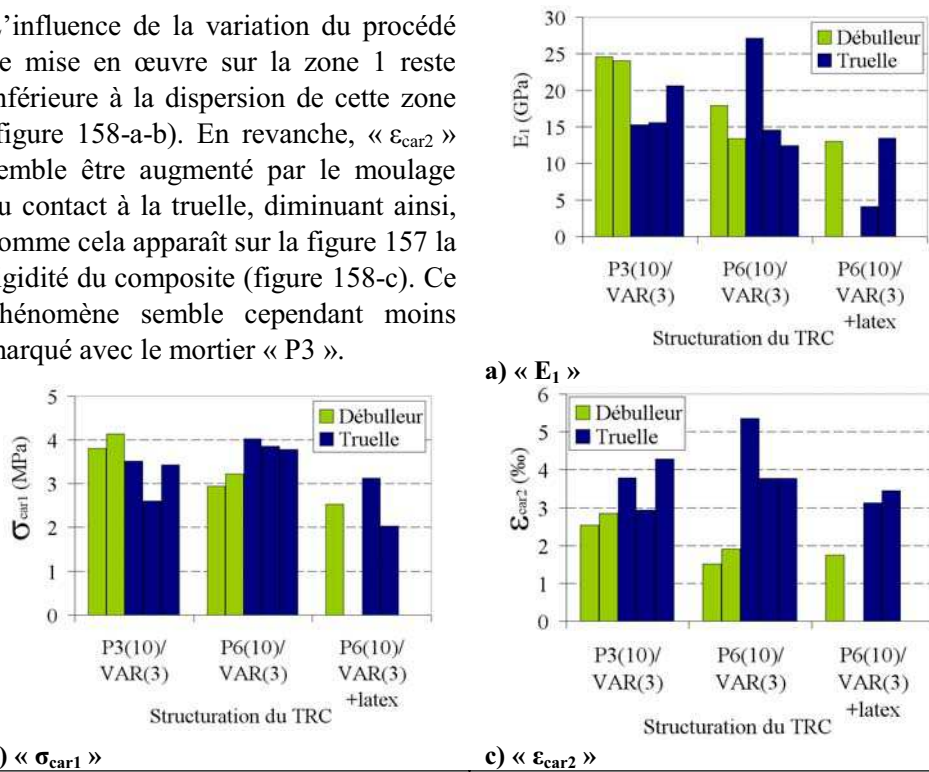 L'influence de la variation du procédé
de mise en œuvre sur la zone 1 reste
inférieure à la dispersion de cette zone
(figure 158-a-b). En revanche, « εcar2 »
semble être augmenté par le moulage
au contact à la truelle, diminuant ainsi,
comme cela apparaît sur la figure 157 la
rigidité du composite (figure 158-c). Ce
phénomène semble cependant moins
marqué avec le mortier « P3 ».
30
25
20
15
10
5
0
E1 (GPa)
Débulleur
Truelle
P3(10)/
VAR(3)
P6(10)/
VAR(3)
P6(10)/
VAR(3)
+latex
Structuration du TRC
a) « E1 »
5
4
3
2
1
0
σcar1 (MPa)
Débulleur
Truelle
P3(10)/
VAR(3)
P6(10)/
VAR(3)
P6(10)/
VAR(3)
+latex
Structuration du TRC
) « σcar1 »
6
5
4
3
2
1
0
εcar2 (‰)
Débulleur
Truelle
P3(10)/
VAR(3)
P6(10)/
VAR(3)
P6(10)/
VAR(3)
+latex
Structuration du TRC
c) « εcar2 »